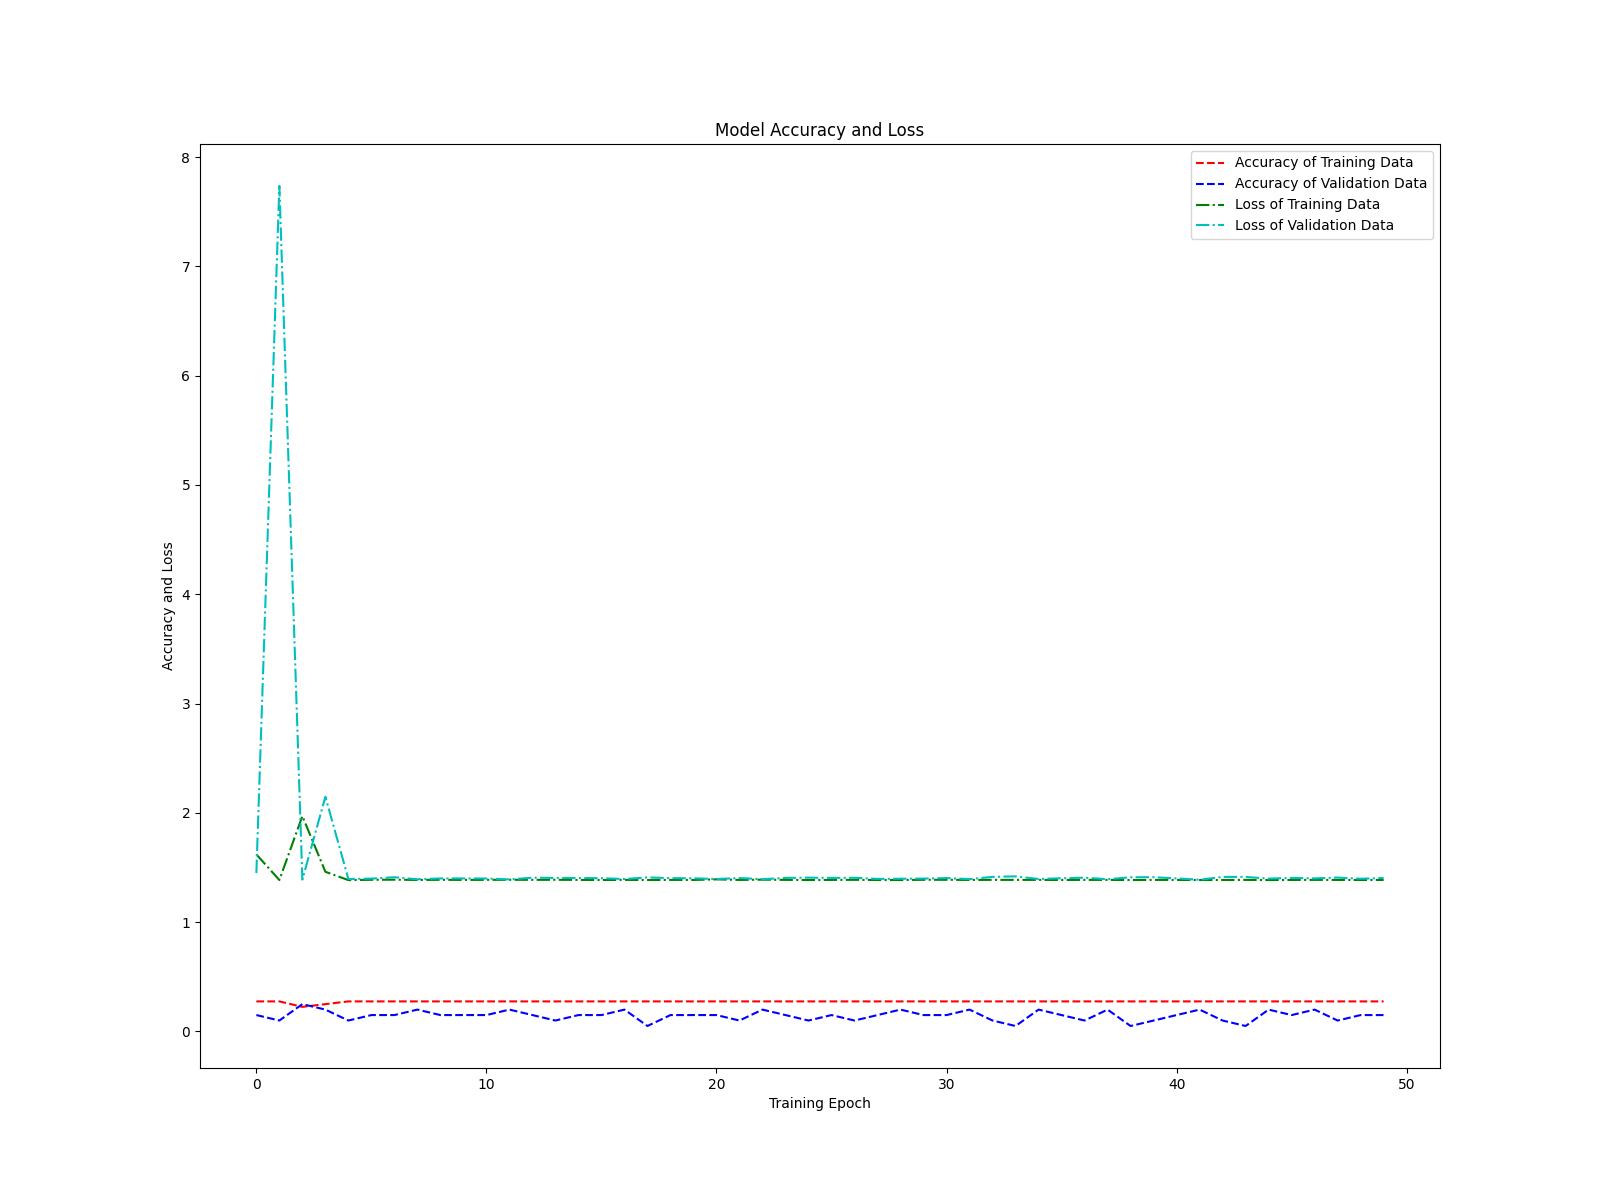 Model Accuracy and Loss
8
7
6
5
4
3
2
1
0
Accuracy and Loss
Accuracy of Training Data
Accuracy of Validation Data
Loss of Training Data
Loss of Validation Data
0 10 20 30 40 50
Training Epoch